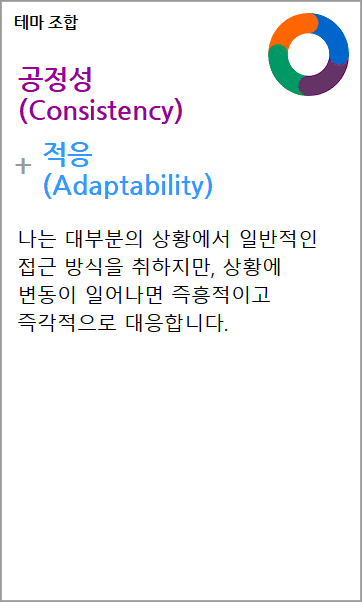 테마 조합
공정성
(Consistency)
+ 적응
(Adaptability)
나는 대부분의 상황에서 일반적인
접근 방식을 취하지만, 상황에
변동이 일어나면 즉흥적이고
즉각적으로 대응합니다.